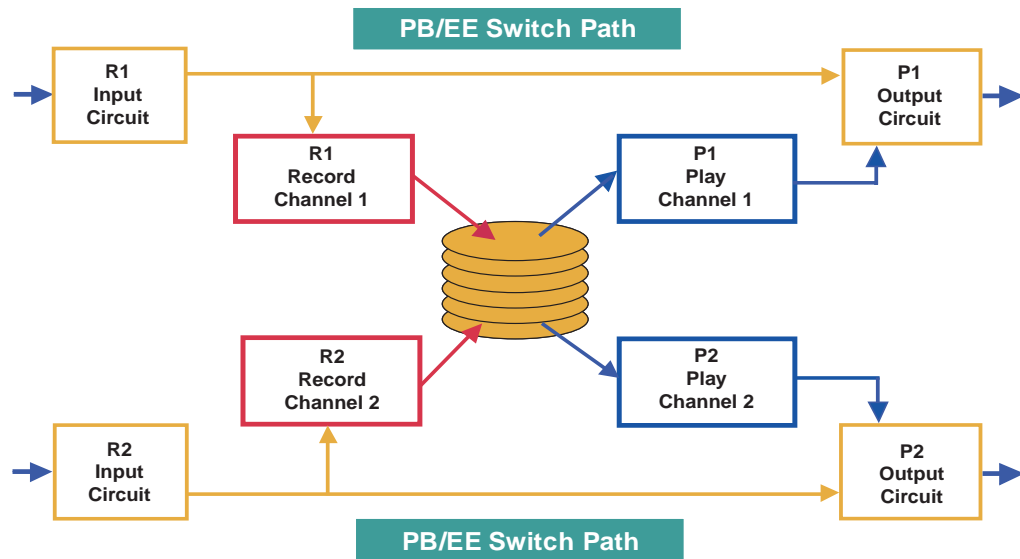 PB/EE Switch Path
R1
Input
Circuit
P1
Output
Circuit
R1
Record
Channel 1
P1
Play
Channel 1
R2
Record
Channel 2
P2
Play
Channel 2
R2
Input
Circuit
P2
Output
Circuit
PB/EE Switch Path